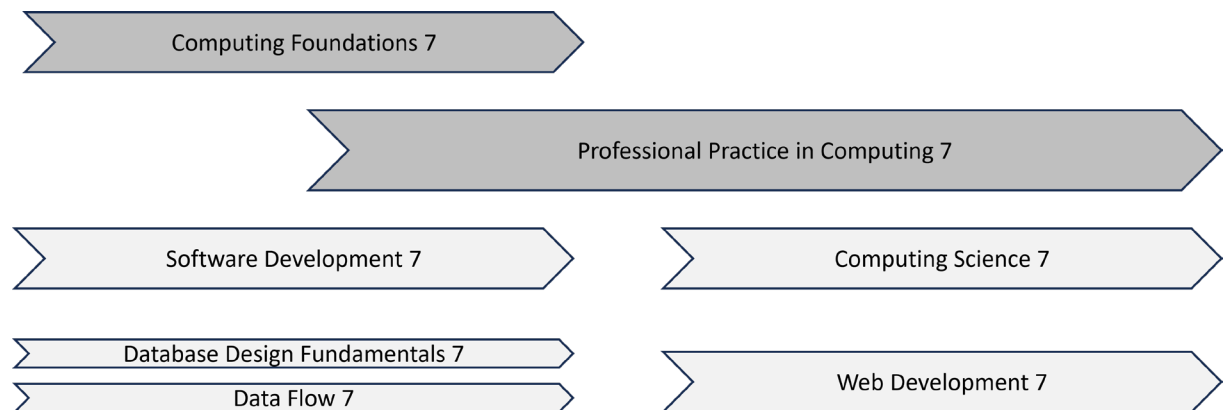 Computing Foundations 7
Professional Practice in Computing 7
Software Development 7
Computing Science 7
Database Design Fundamentals 7
Data Flow 7
Web Development 7